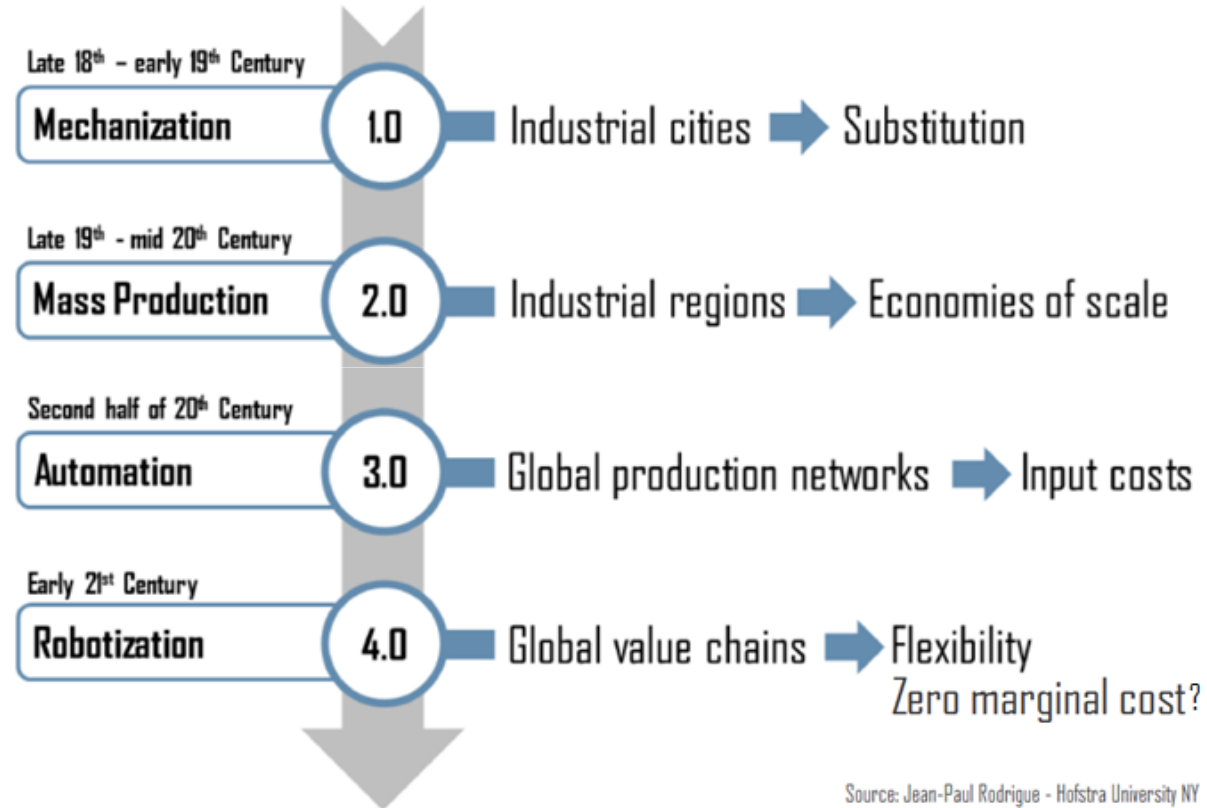 Late 18th – early 19th Century
Mechanization
1.0
Industrial cities
Substitution
Late 19th - mid 20th Century
Mass Production
2.0
Industrial regions
Economies of scale
Second half of 20th Century
Automation
3.0
Global production networks
Input costs
Early 21st Century
Robotization
4.0
Global value chains
Flexibility
Zero marginal cost?
Source: Jean-Paul Rodrigue - Hofstra University NY